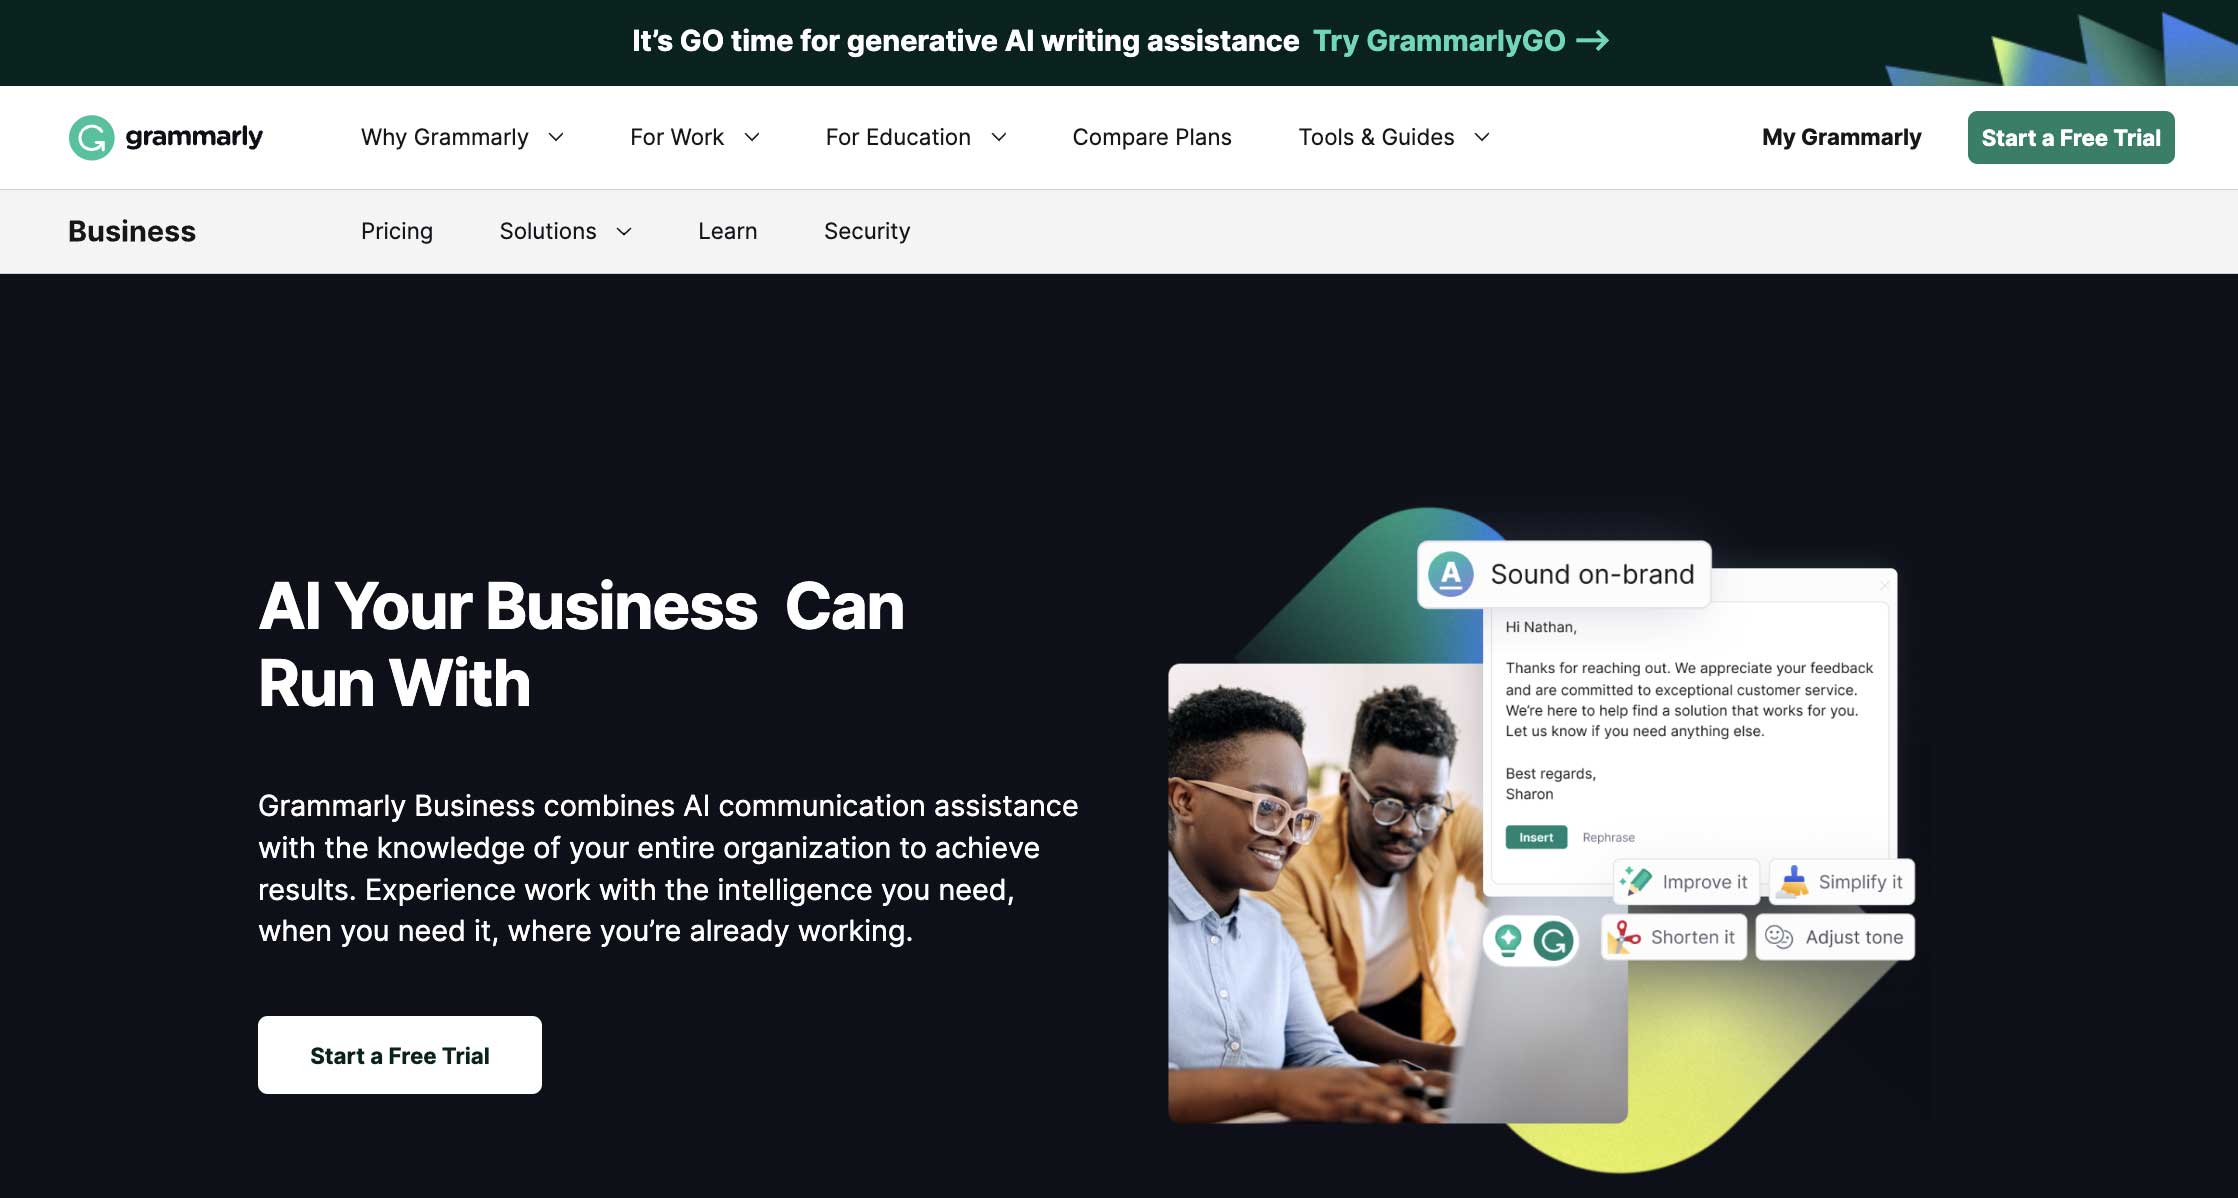 It’s GO time for generative AI writing assistance Try GrammarlyGO →
grammarly Why Grammarly For Work For Education Compare Plans Tools & Guides My Grammarly Start a Free Trial
Business Pricing Solutions Learn Security
AI Your Business Can
Run With
Grammarly Business combines AI communication assistance
with the knowledge of your entire organization to achieve
results. Experience work with the intelligence you need,
when you need it, where you’re already working.
Start a Free Trial
A Sound on-brand
Hi Nathan,
Thanks for reaching out. We appreciate your feedback
and are committed to exceptional customer service.
We’re here to help find a solution that works for you.
Let us know if you need anything else.
Best regards,
Sharon
Insert Rephrase
Improve it Simplify it
Shorten it Adjust tone